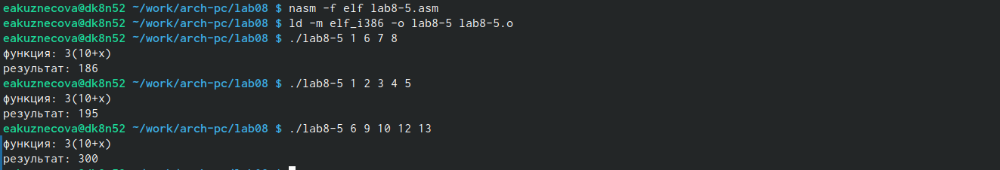 eakuznecova@dk8n52 ~/work/arch-pc/lab08 $ nasm -f elf lab8-5.asm
eakuznecova@dk8n52 ~/work/arch-pc/lab08 $ ld -m elf_i386 -o lab8-5 lab8-5.o
eakuznecova@dk8n52 ~/work/arch-pc/lab08 $ ./lab8-5 1 6 7 8
функция: 3(10+x)
результат: 186
eakuznecova@dk8n52 ~/work/arch-pc/lab08 $ ./lab8-5 1 2 3 4 5
функция: 3(10+x)
результат: 195
eakuznecova@dk8n52 ~/work/arch-pc/lab08 $ ./lab8-5 6 9 10 12 13
функция: 3(10+x)
результат: 300